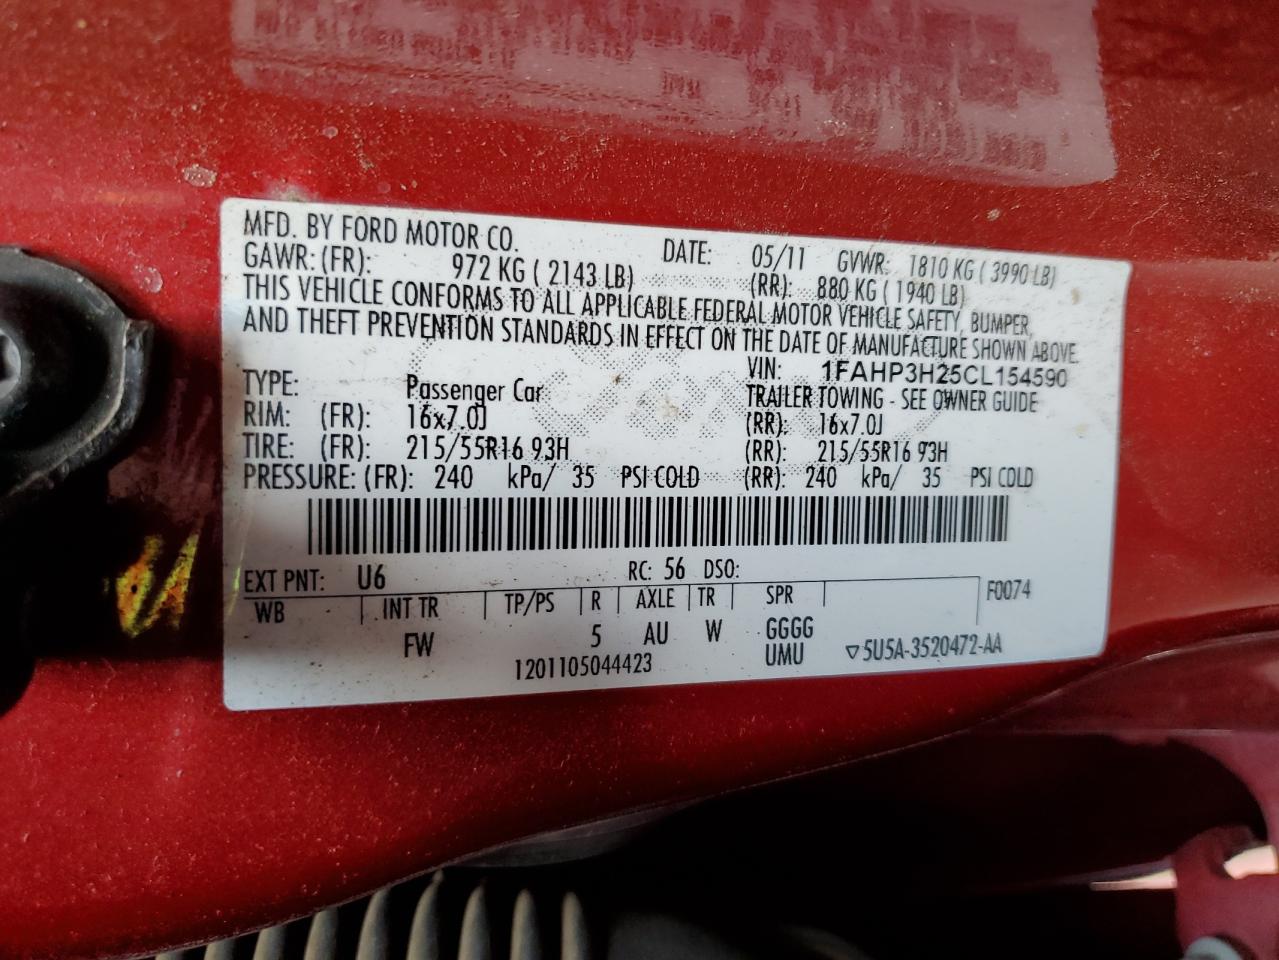 MFD. BY FORD MOTOR CO.
DATE: 05/11 GVWR: 1810 KG ( 3990 LB)
GAWR: (FR): 972 KG ( 2143 LB) (RR): 880 KG ( 1940 LB)
THIS VEHICLE CONFORMS TO ALL APPLICABLE FEDERAL MOTOR VEHICLE SAFETY, BUMPER,
AND THEFT PREVENTION STANDARDS IN EFFECT ON THE DATE OF MANUFACTURE SHOWN ABOVE.
VIN: 1FAHP3H25CL154590
TYPE: Passenger Car TRAILER TOWING - SEE OWNER GUIDE
RIM: (FR): 16x7.0J (RR): 16x7.0J
TIRE: (FR): 215/55R16 93H (RR): 215/55R16 93H
PRESSURE: (FR): 240 kPa/ 35 PSI COLD (RR): 240 kPa/ 35 PSI COLD
EXT PNT: U6 RC: 56 DSO:
WB INT TR TP/PS R AXLE TR SPR F0074
FW 5 AU W GGGG
UMU ▽5U5A-3520472-AA
1201105044423